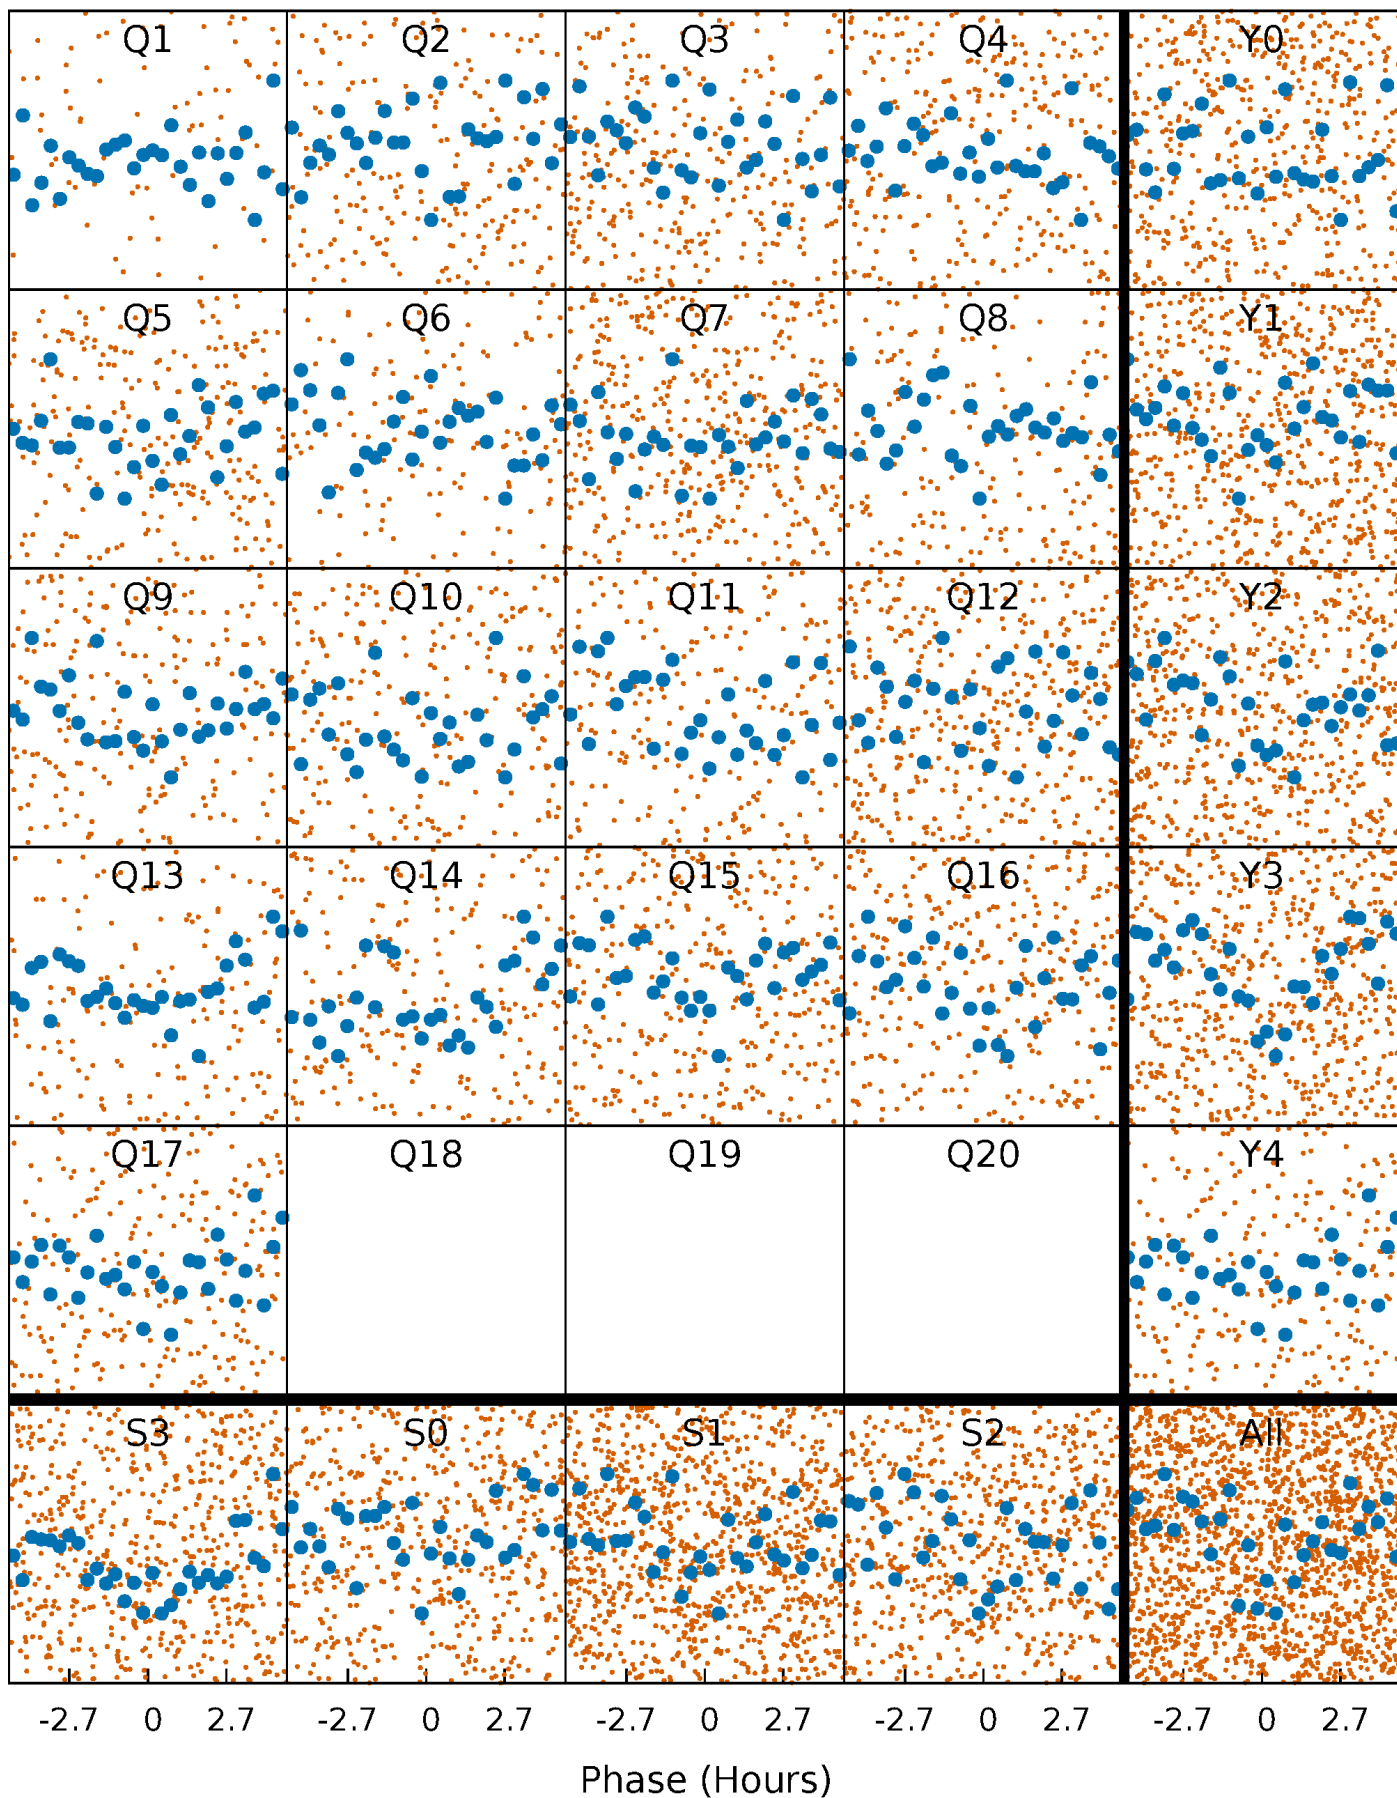 Q1 Q2 Q3 Q4 Y0
Q5 Q6 Q7 Q8 Y1
Q9 Q10 Q11 Q12 Y2
Q13 Q14 Q15 Q16 Y3
Q17 Q18 Q19 Q20 Y4
S3 S0 S1 S2 All
-2.7 0 2.7 -2.7 0 2.7 -2.7 0 2.7 -2.7 0 2.7 -2.7 0 2.7
Phase (Hours)